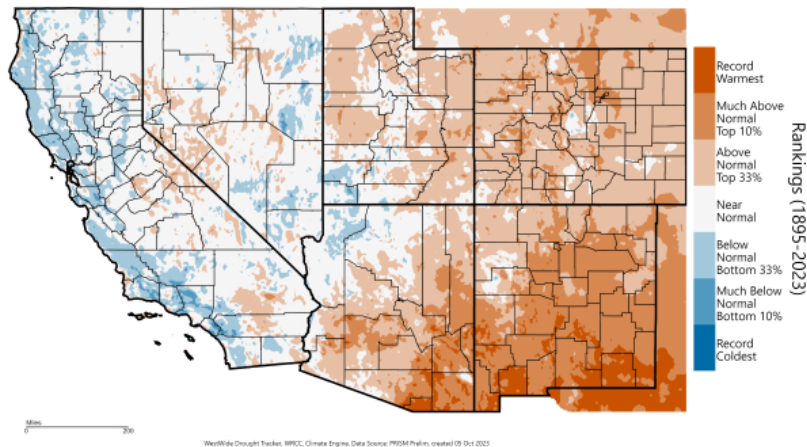 Record
Warmest
Much Above
Normal
Top 10%
Above
Normal
Top 33%
Near
Normal
Below
Normal
Bottom 33%
Much Below
Normal
Bottom 10%
Record
Coldest
Rankings (1895-2023)
Miles
0 200
WestWide Drought Tracker, WRCC, Climate Engine, Data Source: PRISM Prelim, created 05 Oct 2023